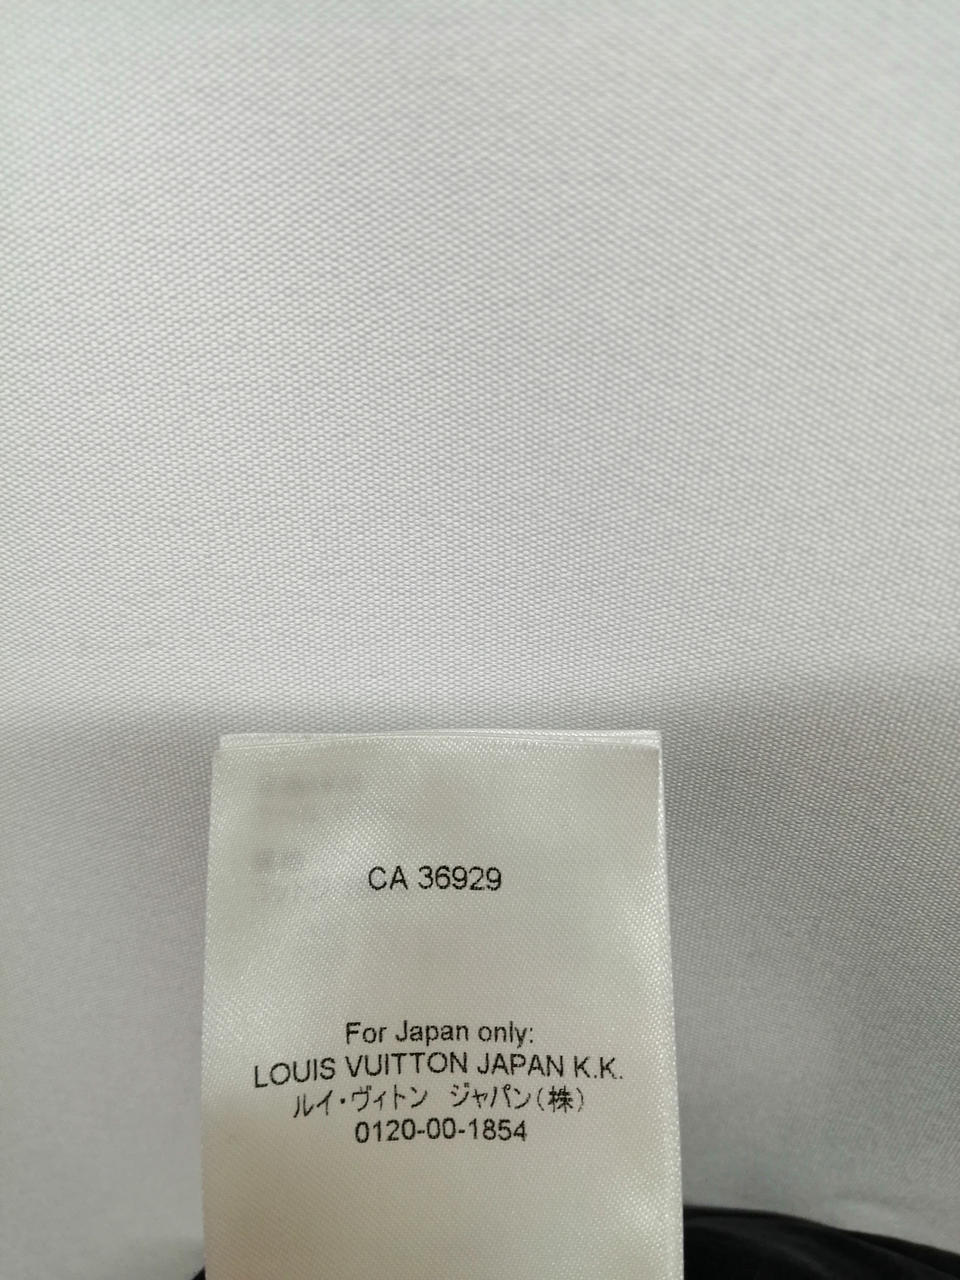 CA 36929
For Japan only:
LOUIS VUITTON JAPAN K.K.
ルイ・ヴィトン ジャパン(株)
0120-00-1854